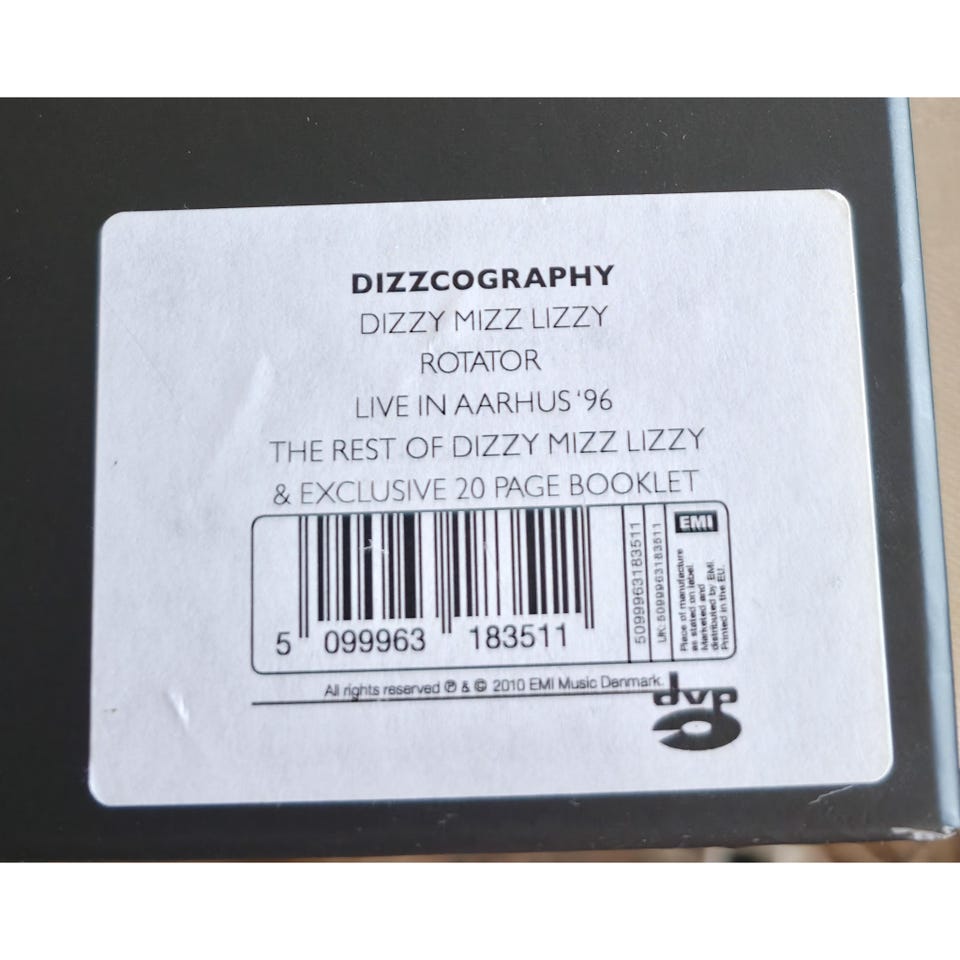 DIZZCOGRAPHY
DIZZY MIZZ LIZZY
ROTATOR
LIVE IN AARHUS '96
THE REST OF DIZZY MIZZ LIZZY
& EXCLUSIVE 20 PAGE BOOKLET
5 099963 183511
5099963183511
UK: 5099963183511
EMI
Place of manufacture
as stated on label.
Marketed and
distributed by EMI.
Printed in the EU.
All rights reserved ℗ & © 2010 EMI Music Denmark.
dvp